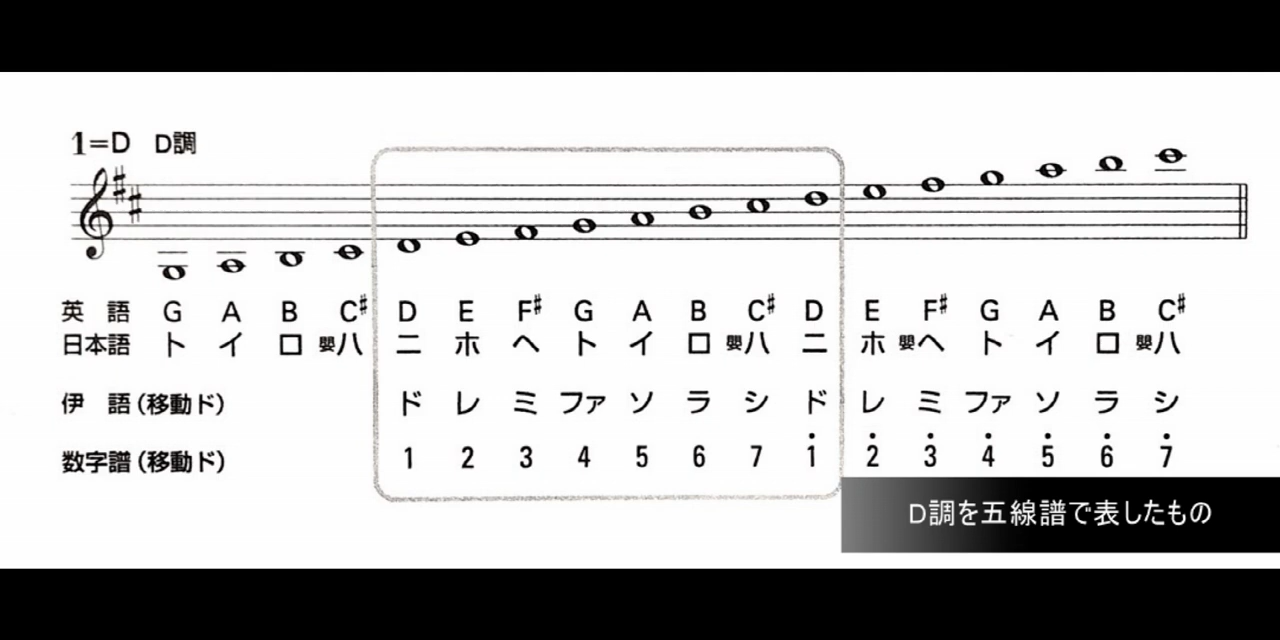 1=D D調
英 語 G A B C♯ D E F♯ G A B C♯ D E F♯ G A B C♯
日本語 ト イ ロ 嬰ハ ニ ホ ヘ ト イ ロ 嬰ハ ニ ホ 嬰ヘ ト イ ロ 嬰ハ
伊 語(移動ド) ド レ ミ ファ ソ ラ シ ド レ ミ ファ ソ ラ シ
数字譜(移動ド) 1 2 3 4 5 6 7 1̇ 2̇ 3̇ 4̇ 5̇ 6̇ 7̇
D調を五線譜で表したもの